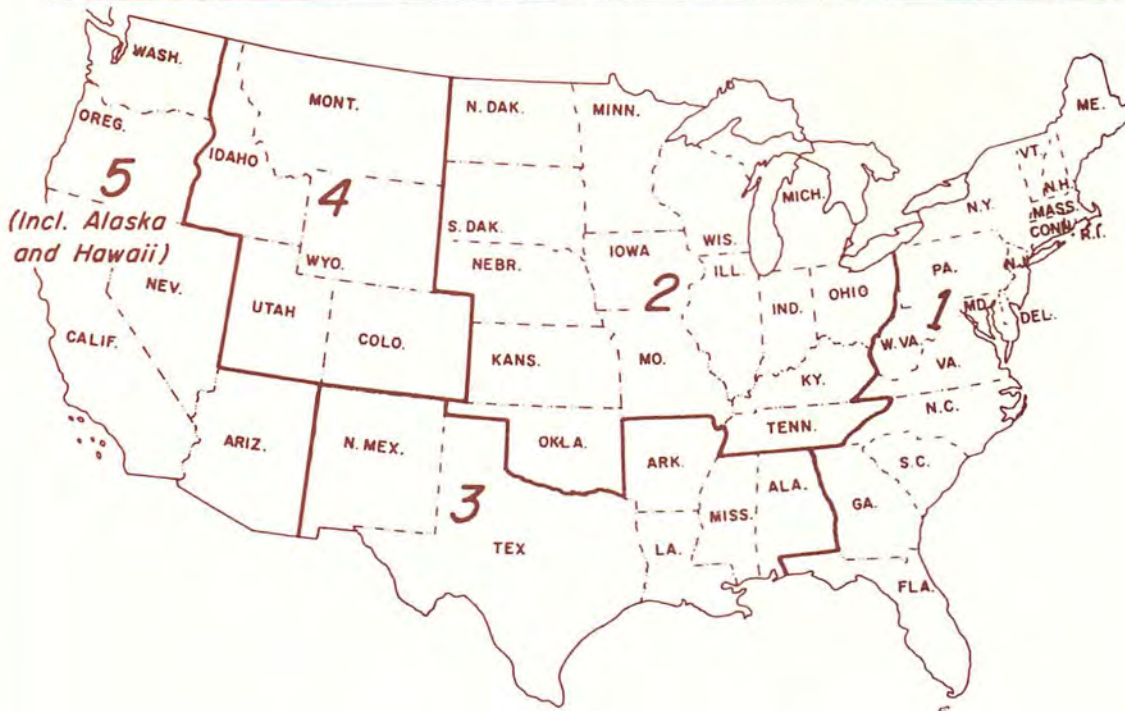 WASH.
MONT.
N. DAK.
MINN.
ME.
OREG.
VT.
IDAHO
N.H.
5
4
MICH.
N.Y.
MASS.
(Incl. Alaska
and Hawaii)
S. DAK.
CONN.
R.I.
WYO.
NEBR.
IOWA
WIS.
ILL.
PA.
N.J.
NEV.
UTAH
2
IND.
OHIO
1
MD.
DEL.
CALIF.
COLO.
KANS.
MO.
W. VA.
VA.
KY.
N.C.
ARIZ.
N. MEX.
OKLA.
TENN.
ARK.
S.C.
3
ALA.
GA.
MISS.
TEX
LA.
FLA.